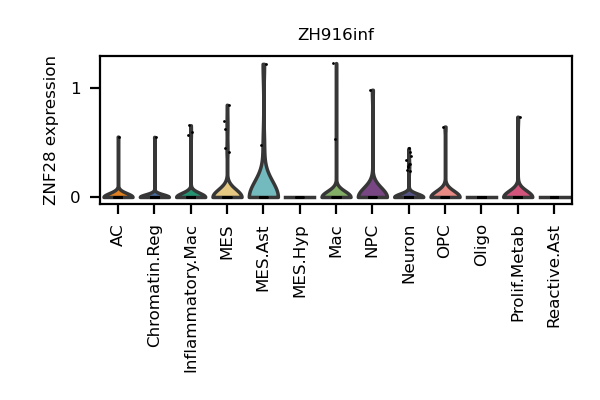 ZH916inf
ZNF28 expression
1
0
AC
Chromatin.Reg
Inflammatory.Mac
MES
MES.Ast
MES.Hyp
Mac
NPC
Neuron
OPC
Oligo
Prolif.Metab
Reactive.Ast